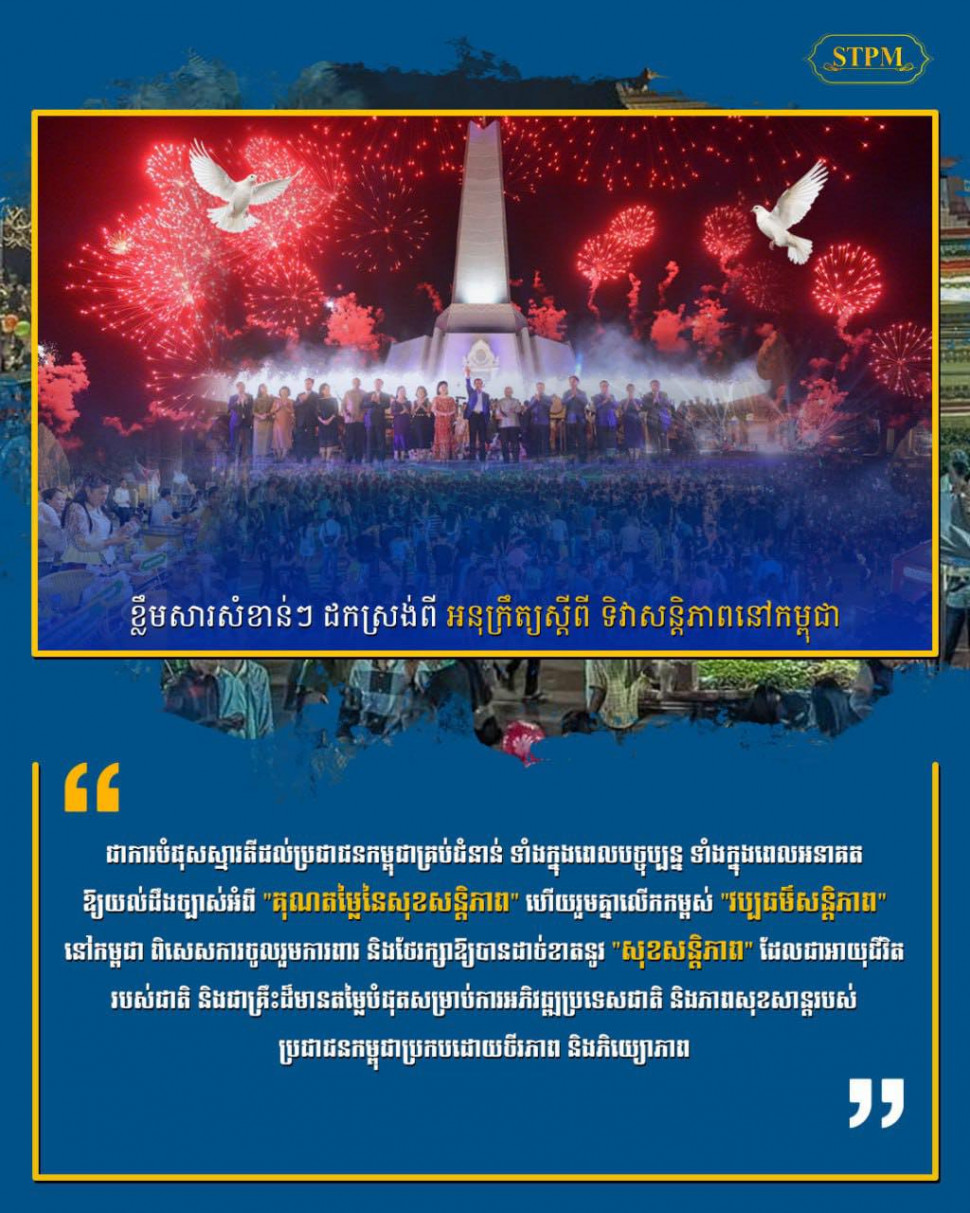 STPM
ខ្លឹមសារសំខាន់ៗ ដកស្រង់ពី អនុក្រឹត្យស្ដីពី ទិវាសន្តិភាពនៅកម្ពុជា
“
ជាការបំផុសស្មារតីដល់ប្រជាជនកម្ពុជាគ្រប់ជំនាន់ ទាំងក្នុងពេលបច្ចុប្បន្ន ទាំងក្នុងពេលអនាគត
ឱ្យយល់ដឹងច្បាស់អំពី "គុណតម្លៃនៃសុខសន្តិភាព" ហើយរួមគ្នាលើកកម្ពស់ "វប្បធម៌សន្តិភាព"
នៅកម្ពុជា ពិសេសការចូលរួមការពារ និងថែរក្សាឱ្យបានដាច់ខាតនូវ "សុខសន្តិភាព" ដែលជាអាយុជីវិត
របស់ជាតិ និងជាគ្រឹះដ៏មានតម្លៃបំផុតសម្រាប់ការអភិវឌ្ឍប្រទេសជាតិ និងភាពសុខសាន្តរបស់
ប្រជាជនកម្ពុជាប្រកបដោយចីរភាព និងភិយ្យោភាព
”